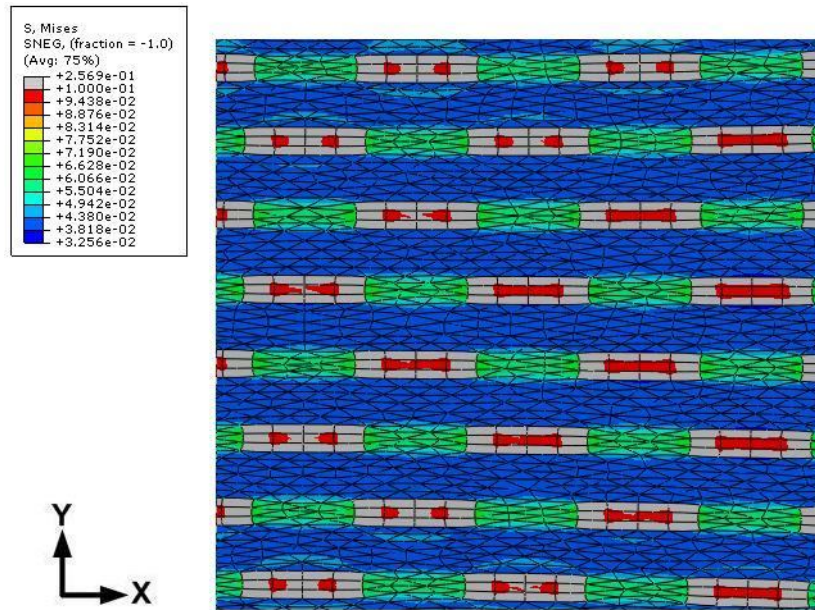 S, Mises
SNEG, (fraction = -1.0)
(Avg: 75%)
+2.569e-01
+1.000e-01
+9.438e-02
+8.876e-02
+8.314e-02
+7.752e-02
+7.190e-02
+6.628e-02
+6.066e-02
+5.504e-02
+4.942e-02
+4.380e-02
+3.818e-02
+3.256e-02
Y
X